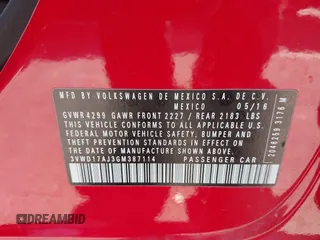 MFD. BY VOLKSWAGEN DE MEXICO S.A. DE C.V.
MEXICO 05/16
GVWR 4299 GAWR FRONT 2227 / REAR 2183 LBS
THIS VEHICLE CONFORMS TO ALL APPLICABLE U.S.
FEDERAL MOTOR VEHICLE SAFETY, BUMPER AND
THEFT PREVENTION STANDARDS IN EFFECT ON THE
DATE OF MANUFACTURE SHOWN ABOVE.
3VWD17AJ3GM387114 PASSENGER CAR
2046259 3176 M
DREAMBID